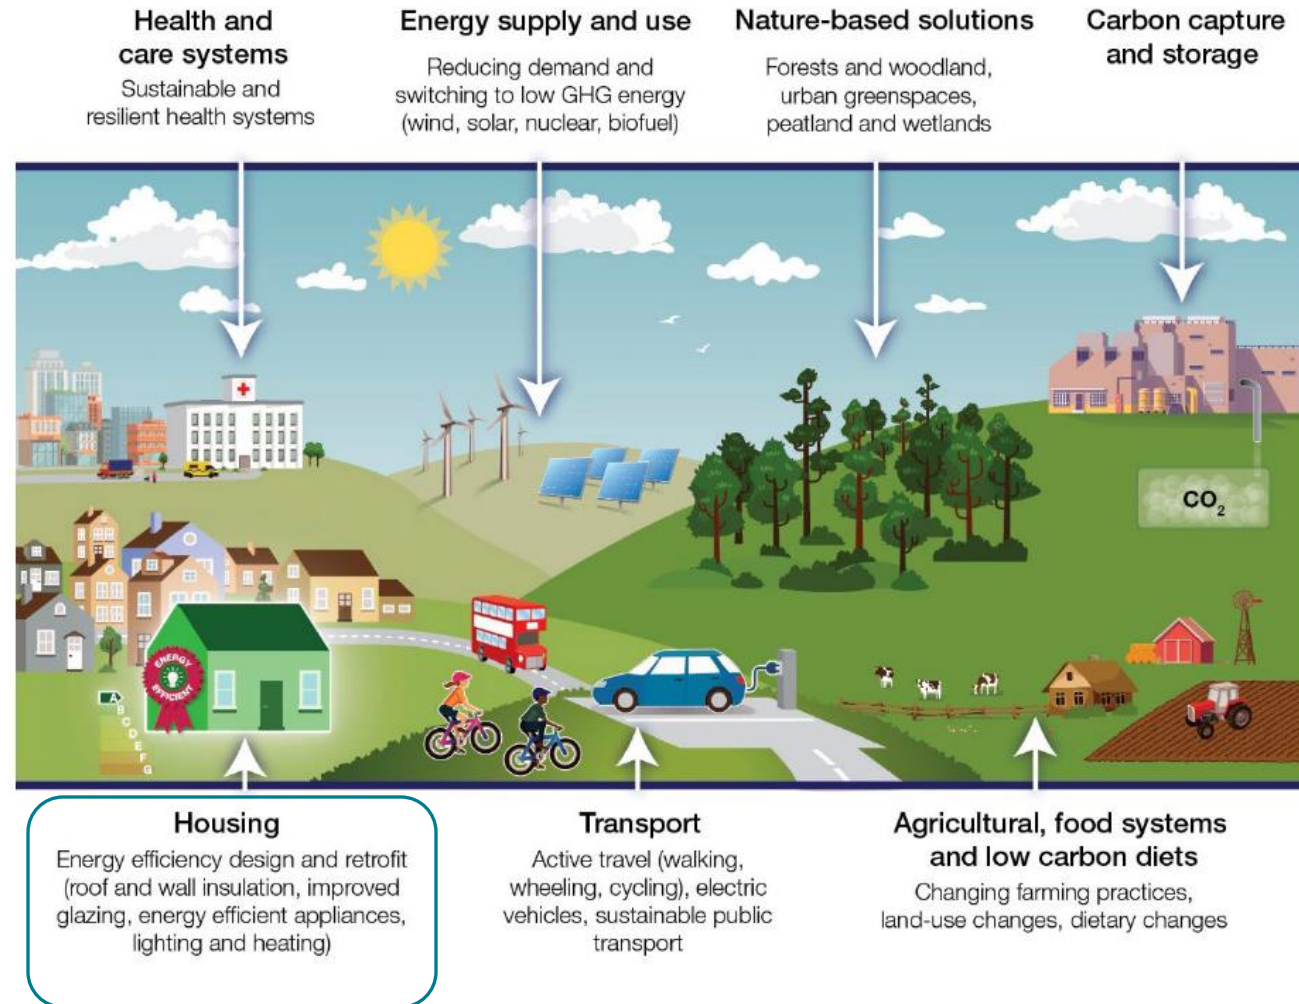 Health and
care systems
Sustainable and
resilient health systems
Energy supply and use
Reducing demand and
switching to low GHG energy
(wind, solar, nuclear, biofuel)
Nature-based solutions
Forests and woodland,
urban greenspaces,
peatland and wetlands
Carbon capture
and storage
CO₂
ENERGY
EFFICIENT
A
B
C
D
E
F
G
Housing
Energy efficiency design and retrofit
(roof and wall insulation, improved
glazing, energy efficient appliances,
lighting and heating)
Transport
Active travel (walking,
wheeling, cycling), electric
vehicles, sustainable public
transport
Agricultural, food systems
and low carbon diets
Changing farming practices,
land-use changes, dietary changes